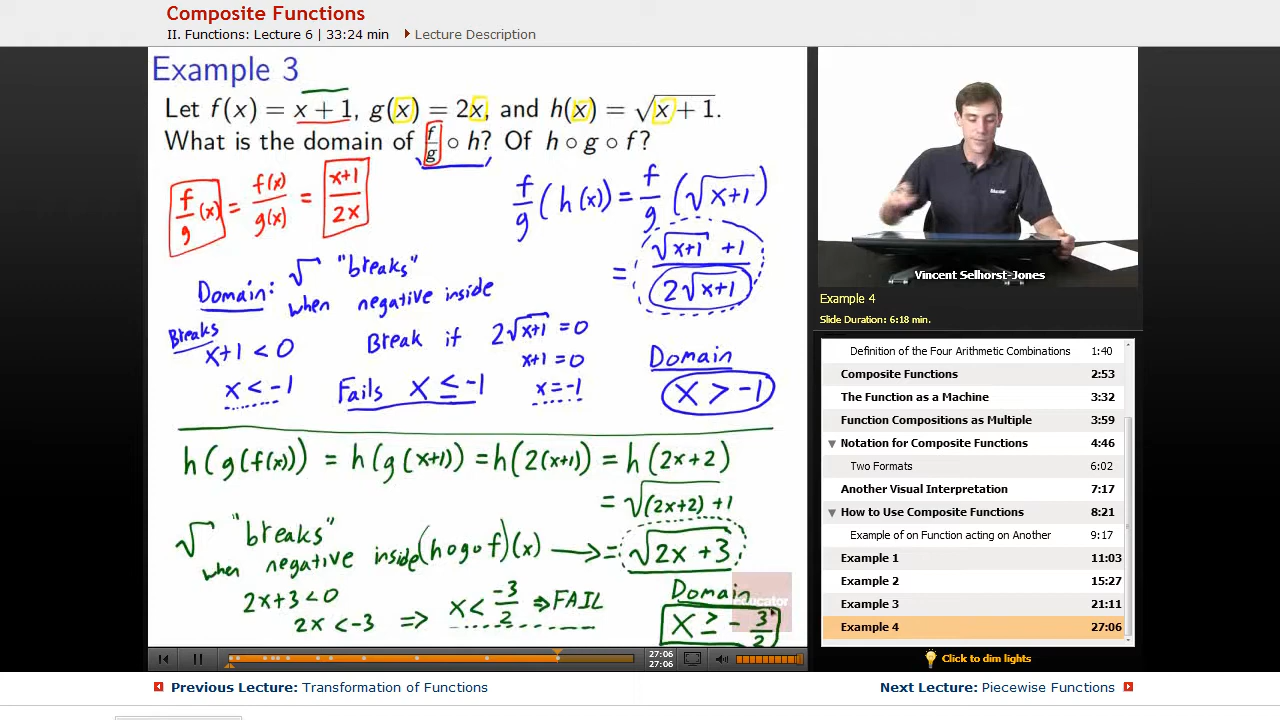 Composite Functions
II. Functions: Lecture 6 | 33:24 min
Lecture Description
Example 3
Let f(x) = x + 1, g(x) = 2x, and h(x) = √x + 1.
What is the domain of f/g ∘ h? Of h ∘ g ∘ f?
f/g (x) = f(x)/g(x) = x+1/2x
f/g (h(x)) = f/g (√x+1)
= √x+1 +1 / 2√x+1
Domain: √ "breaks"
when negative inside
Breaks
x+1 < 0
x < -1
Break if 2√x+1 = 0
x+1 = 0
x = -1
Fails x ≤ -1
Domain
x > -1
h(g(f(x))) = h(g(x+1)) = h(2(x+1)) = h(2x+2)
= √(2x+2)+1
√ "breaks"
when negative inside
(h∘g∘f)(x) → = √2x+3
2x+3 < 0
2x < -3 ⇒ x < -3/2 ⇒ FAIL
Domain
x ≥ -3/2
educator
Vincent Selhorst-Jones
Example 4
Slide Duration: 6:18 min.
Definition of the Four Arithmetic Combinations 1:40
Composite Functions 2:53
The Function as a Machine 3:32
Function Compositions as Multiple 3:59
Notation for Composite Functions 4:46
Two Formats 6:02
Another Visual Interpretation 7:17
How to Use Composite Functions 8:21
Example of on Function acting on Another 9:17
Example 1 11:03
Example 2 15:27
Example 3 21:11
Example 4 27:06
27:06
27:06
Click to dim lights
Previous Lecture: Transformation of Functions
Next Lecture: Piecewise Functions